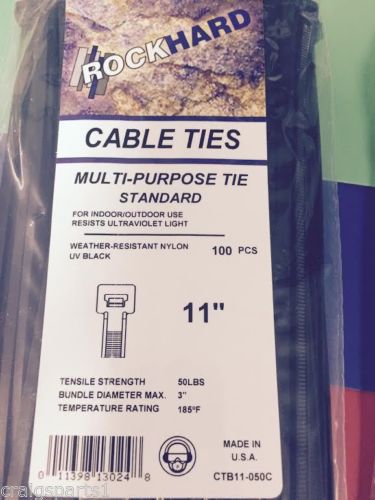 ROCKHARD
CABLE TIES
MULTI-PURPOSE TIE
STANDARD
FOR INDOOR/OUTDOOR USE
RESISTS ULTRAVIOLET LIGHT
WEATHER-RESISTANT NYLON 100 PCS
UV BLACK
11"
TENSILE STRENGTH 50LBS
BUNDLE DIAMETER MAX. 3"
TEMPERATURE RATING 185°F
MADE IN
U.S.A.
0 11398 13024 8
CTB11-050C
craigsparts1